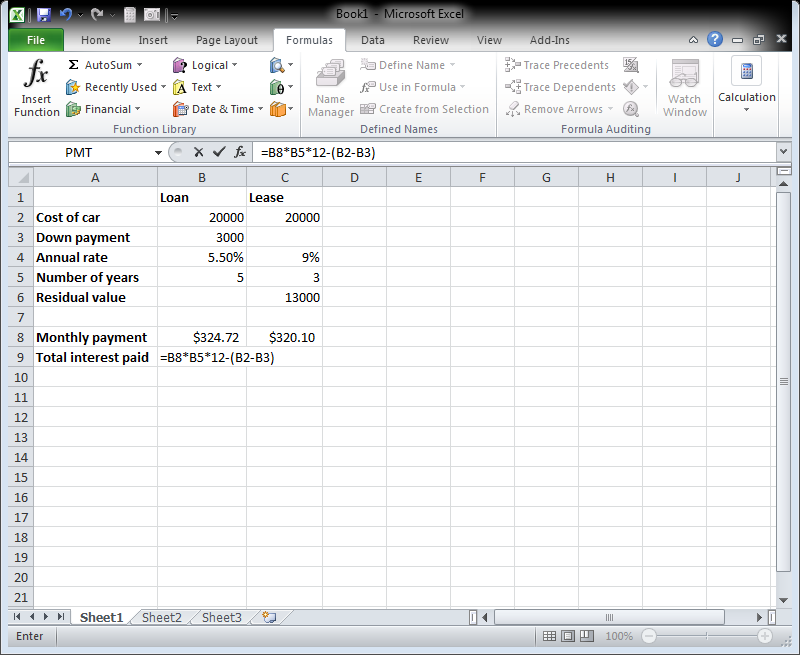 Book1 - Microsoft Excel
File Home Insert Page Layout Formulas Data Review View Add-Ins
Insert Function
Σ AutoSum
Recently Used
Financial
Logical
Text
Date & Time
Function Library
Name Manager
Define Name
Use in Formula
Create from Selection
Defined Names
Trace Precedents
Trace Dependents
Remove Arrows
Formula Auditing
Watch Window
Calculation
PMT fx =B8*B5*12-(B2-B3)
A B C D E F G H I J
1 Loan Lease
2 Cost of car 20000 20000
3 Down payment 3000
4 Annual rate 5.50% 9%
5 Number of years 5 3
6 Residual value 13000
7
8 Monthly payment $324.72 $320.10
9 Total interest paid =B8*B5*12-(B2-B3)
10
11
12
13
14
15
16
17
18
19
20
21
Sheet1 Sheet2 Sheet3
Enter 100%